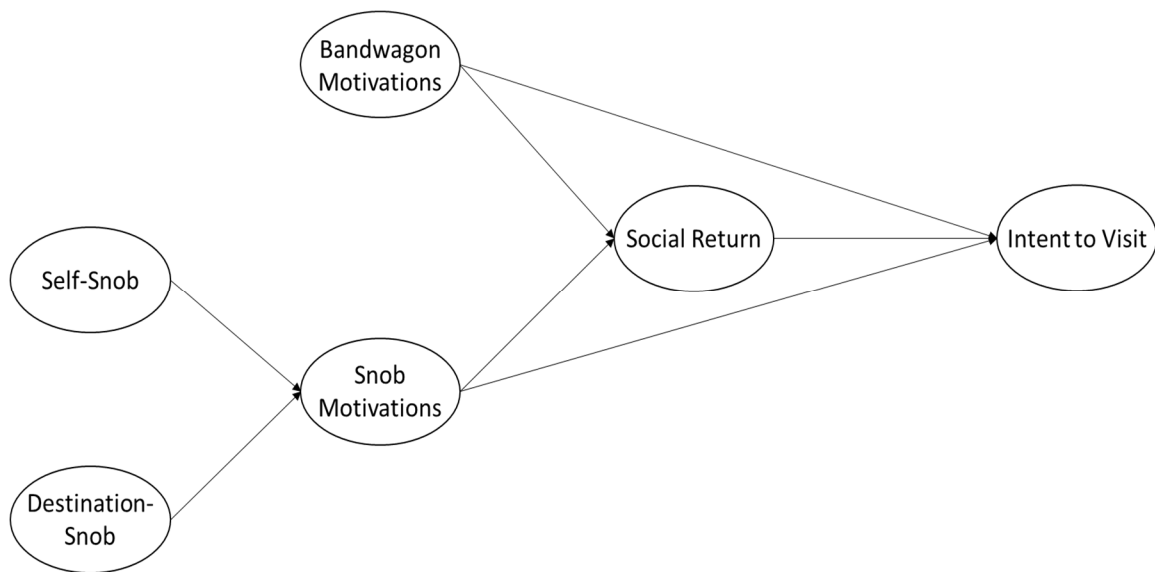 Bandwagon
Motivations
Social Return
Intent to Visit
Self-Snob
Snob
Motivations
Destination-
Snob